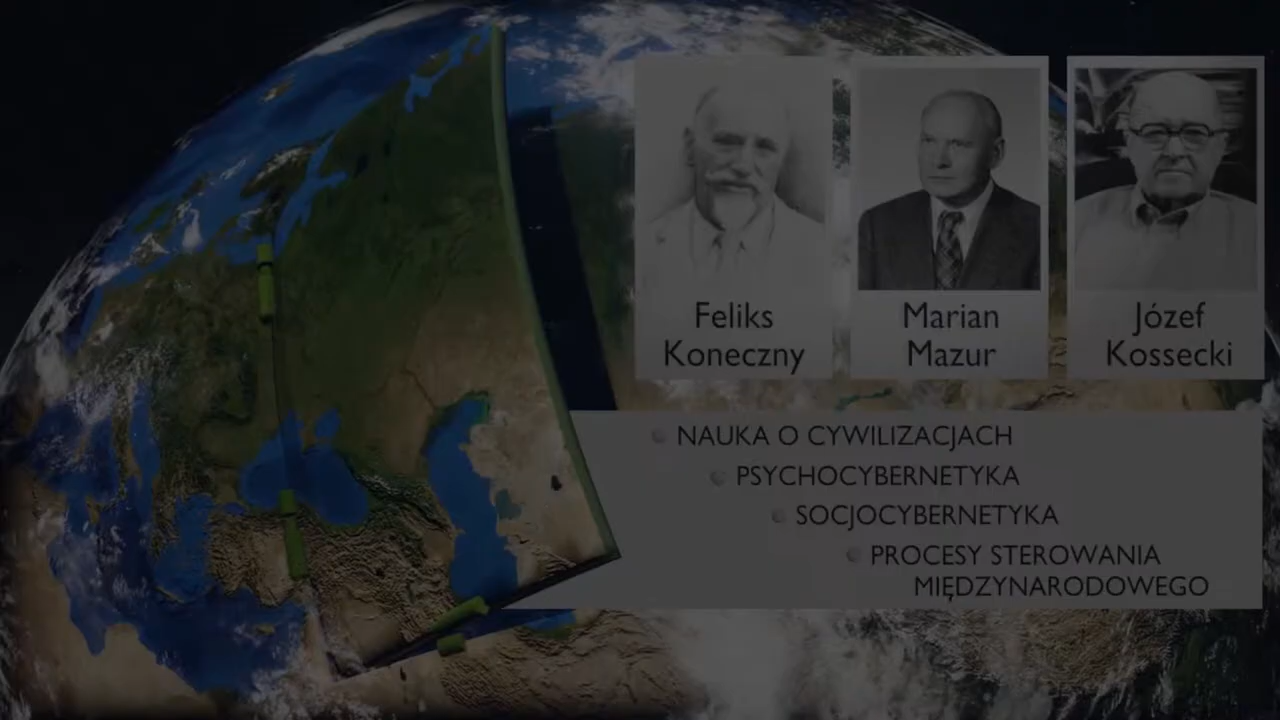 Feliks
Koneczny
Marian
Mazur
Józef
Kossecki
NAUKA O CYWILIZACJACH
PSYCHOCYBERNETYKA
SOCJOCYBERNETYKA
PROCESY STEROWANIA
MIĘDZYNARODOWEGO